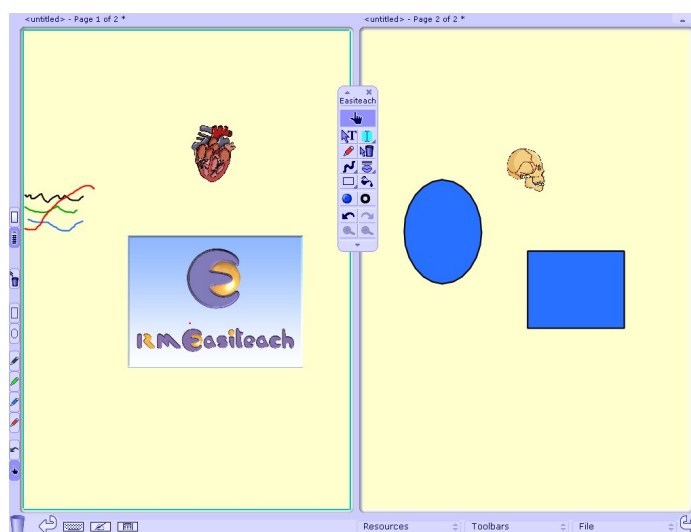 <untitled> - Page 1 of 2 *
<untitled> - Page 2 of 2 *
Easiteach
T
RM Easiteach
Resources
Toolbars
File